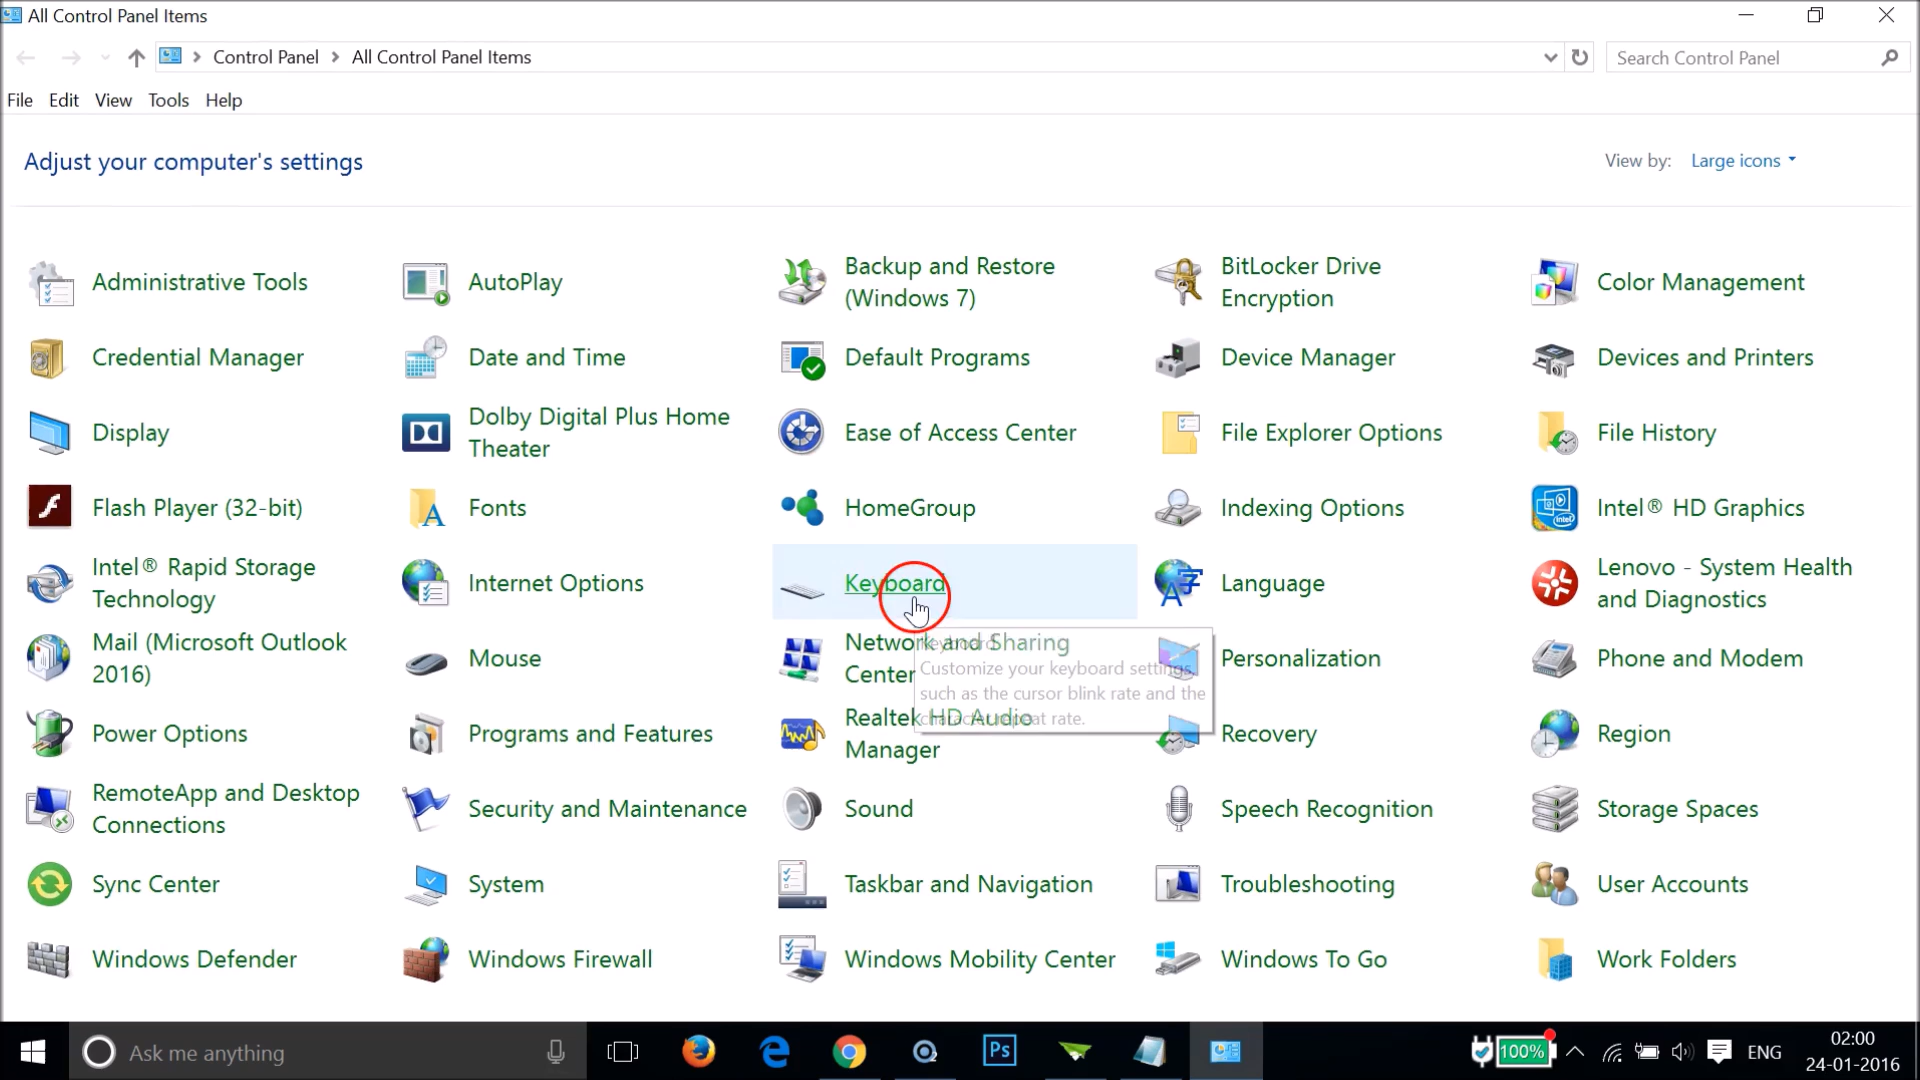 All Control Panel Items
Control Panel
All Control Panel Items
Search Control Panel
File Edit View Tools Help
Adjust your computer's settings
View by: Large icons
Administrative Tools
AutoPlay
Backup and Restore
(Windows 7)
BitLocker Drive
Encryption
Color Management
Credential Manager
Date and Time
Default Programs
Device Manager
Devices and Printers
Display
Dolby Digital Plus Home
Theater
Ease of Access Center
File Explorer Options
File History
Flash Player (32-bit)
Fonts
HomeGroup
Indexing Options
Intel® HD Graphics
Intel® Rapid Storage
Technology
Internet Options
Keyboard
Language
Lenovo - System Health
and Diagnostics
Mail (Microsoft Outlook
2016)
Mouse
Network and Sharing
Center
Keyboard
Customize your keyboard settings,
such as the cursor blink rate and the
character repeat rate.
Personalization
Phone and Modem
Power Options
Programs and Features
Realtek HD Audio
Manager
Recovery
Region
RemoteApp and Desktop
Connections
Security and Maintenance
Sound
Speech Recognition
Storage Spaces
Sync Center
System
Taskbar and Navigation
Troubleshooting
User Accounts
Windows Defender
Windows Firewall
Windows Mobility Center
Windows To Go
Work Folders
Ask me anything
Ps
100%
ENG
02:00
24-01-2016